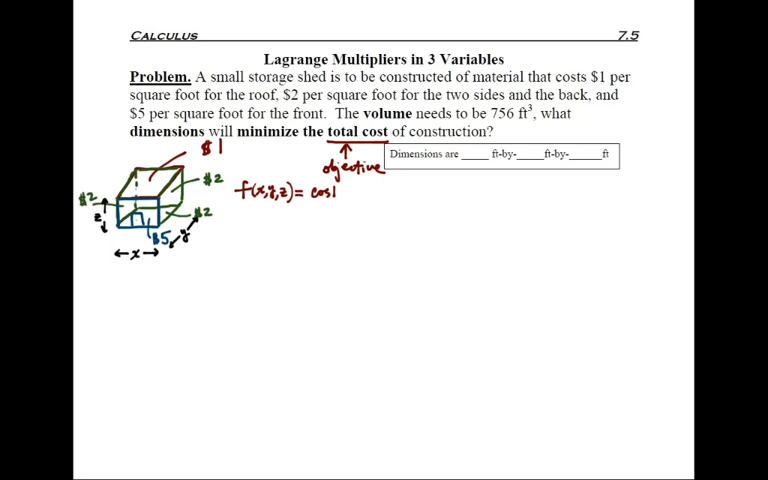 CALCULUS 7.5
Lagrange Multipliers in 3 Variables
Problem. A small storage shed is to be constructed of material that costs $1 per
square foot for the roof, $2 per square foot for the two sides and the back, and
$5 per square foot for the front. The volume needs to be 756 ft³, what
dimensions will minimize the total cost of construction?
Dimensions are _____ ft-by-_____ft-by-______ft
$1
objective
$2
f(x,y,z) = cost
$2
z
$2
$5
y
x